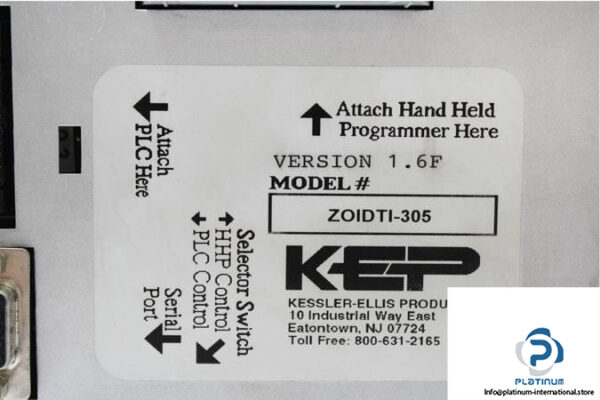 Attach Hand Held
Programmer Here
VERSION 1.6F
MODEL #
ZOIDTI-305
KEP
KESSLER-ELLIS PRODU
10 Industrial Way East
Eatontown, NJ 07724
Toll Free: 800-631-2165
Attach
PLC Here
Selector Switch
HHP Control
PLC Control
Serial
Port
PLATINUM
Info@platinum-international.store